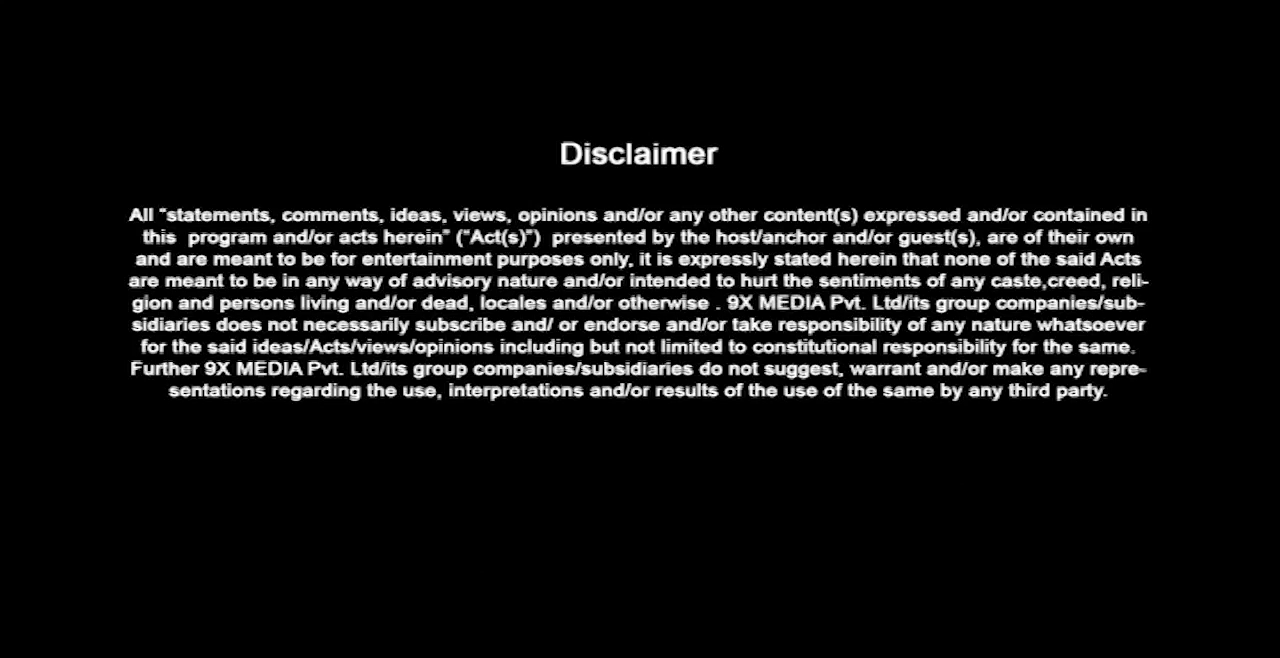 Disclaimer
All "statements, comments, ideas, views, opinions and/or any other content(s) expressed and/or contained in
this program and/or acts herein" ("Act(s)") presented by the host/anchor and/or guest(s), are of their own
and are meant to be for entertainment purposes only, it is expressly stated herein that none of the said Acts
are meant to be in any way of advisory nature and/or intended to hurt the sentiments of any caste,creed, reli-
gion and persons living and/or dead, locales and/or otherwise . 9X MEDIA Pvt. Ltd/its group companies/sub-
sidiaries does not necessarily subscribe and/ or endorse and/or take responsibility of any nature whatsoever
for the said ideas/Acts/views/opinions including but not limited to constitutional responsibility for the same.
Further 9X MEDIA Pvt. Ltd/its group companies/subsidiaries do not suggest, warrant and/or make any repre-
sentations regarding the use, interpretations and/or results of the use of the same by any third party.